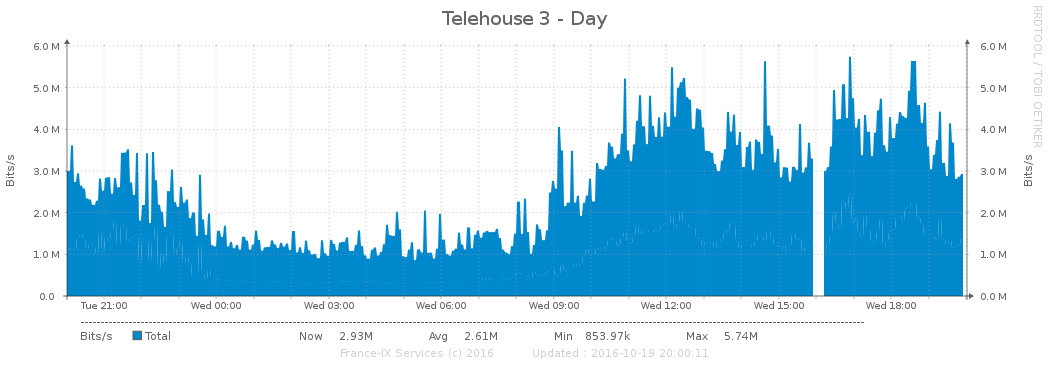 Telehouse 3 - Day
RRDTOOL / TOBI OETIKER
Bits/s
6.0 M
5.0 M
4.0 M
3.0 M
2.0 M
1.0 M
0.0
6.0 M
5.0 M
4.0 M
3.0 M
2.0 M
1.0 M
0.0 M
Bits/s
Tue 21:00 Wed 00:00 Wed 03:00 Wed 06:00 Wed 09:00 Wed 12:00 Wed 15:00 Wed 18:00
Bits/s Total Now 2.93M Avg 2.61M Min 853.97k Max 5.74M
France-IX Services (c) 2016 Updated : 2016-10-19 20:00:11